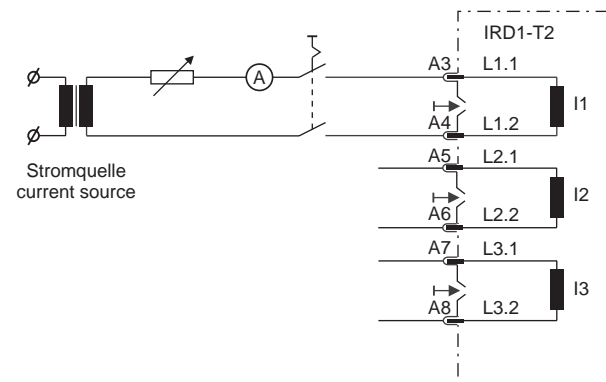 IRD1-T2
A3 L1.1
A
I1
A4 L1.2
Stromquelle
current source
A5 L2.1
I2
A6 L2.2
A7 L3.1
I3
A8 L3.2